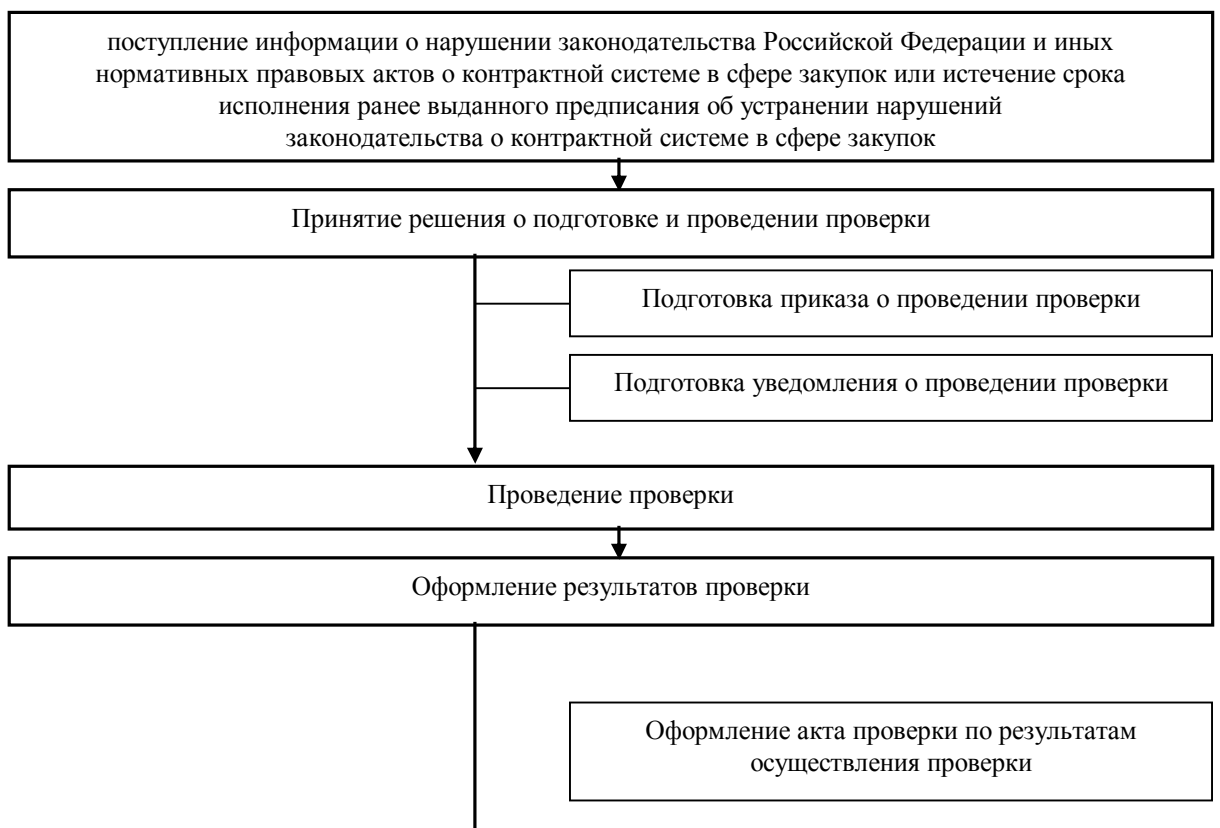 поступление информации о нарушении законодательства Российской Федерации и иных
нормативных правовых актов о контрактной системе в сфере закупок или истечение срока
исполнения ранее выданного предписания об устранении нарушений
законодательства о контрактной системе в сфере закупок
Принятие решения о подготовке и проведении проверки
Подготовка приказа о проведении проверки
Подготовка уведомления о проведении проверки
Проведение проверки
Оформление результатов проверки
Оформление акта проверки по результатам
осуществления проверки